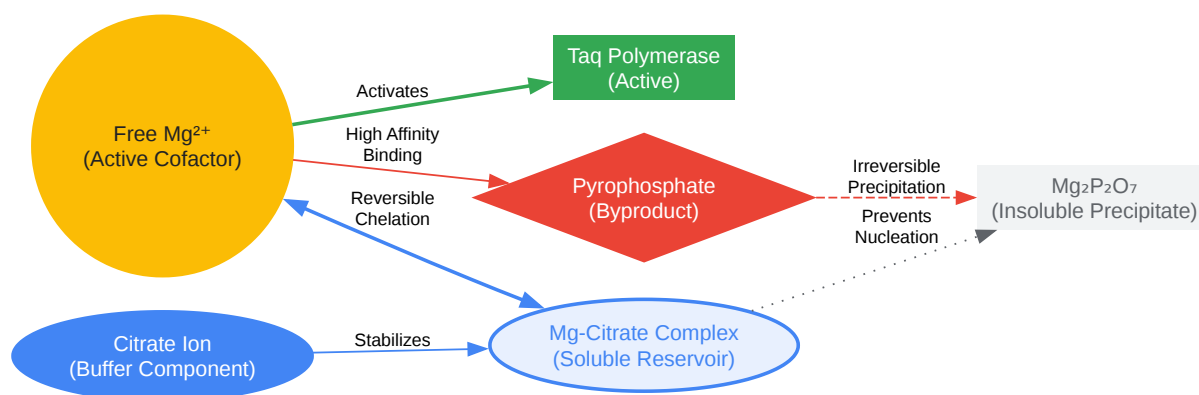 Taq Polymerase
(Active)
Activates
Free Mg²⁺
(Active Cofactor)
High Affinity
Binding
Pyrophosphate
(Byproduct)
Irreversible
Precipitation
Mg₂P₂O₇
(Insoluble Precipitate)
Reversible
Chelation
Prevents
Nucleation
Citrate Ion
(Buffer Component)
Stabilizes
Mg-Citrate Complex
(Soluble Reservoir)